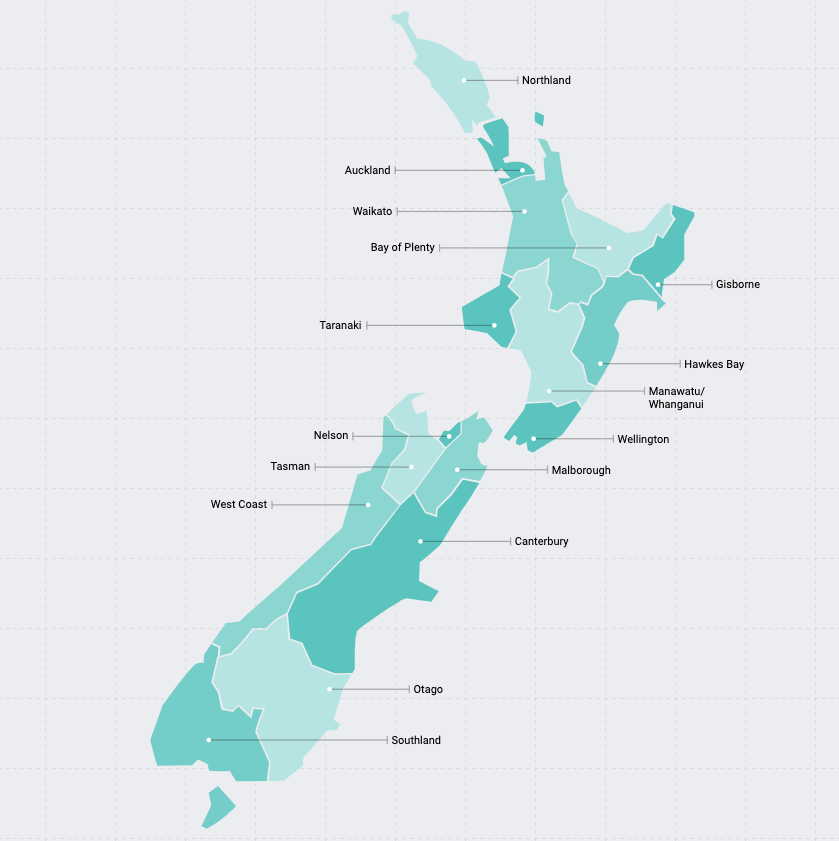 Northland
Auckland
Waikato
Bay of Plenty
Gisborne
Taranaki
Hawkes Bay
Manawatu/
Whanganui
Nelson
Wellington
Tasman
Malborough
West Coast
Canterbury
Otago
Southland